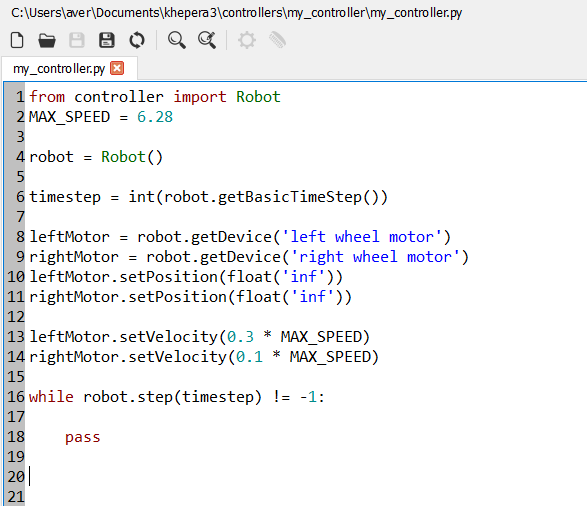 C:\Users\aver\Documents\khepera3\controllers\my_controller\my_controller.py
my_controller.py
1 from controller import Robot
2 MAX_SPEED = 6.28
3
4 robot = Robot()
5
6 timestep = int(robot.getBasicTimeStep())
7
8 leftMotor = robot.getDevice('left wheel motor')
9 rightMotor = robot.getDevice('right wheel motor')
10 leftMotor.setPosition(float('inf'))
11 rightMotor.setPosition(float('inf'))
12
13 leftMotor.setVelocity(0.3 * MAX_SPEED)
14 rightMotor.setVelocity(0.1 * MAX_SPEED)
15
16 while robot.step(timestep) != -1:
17
18     pass
19
20
21